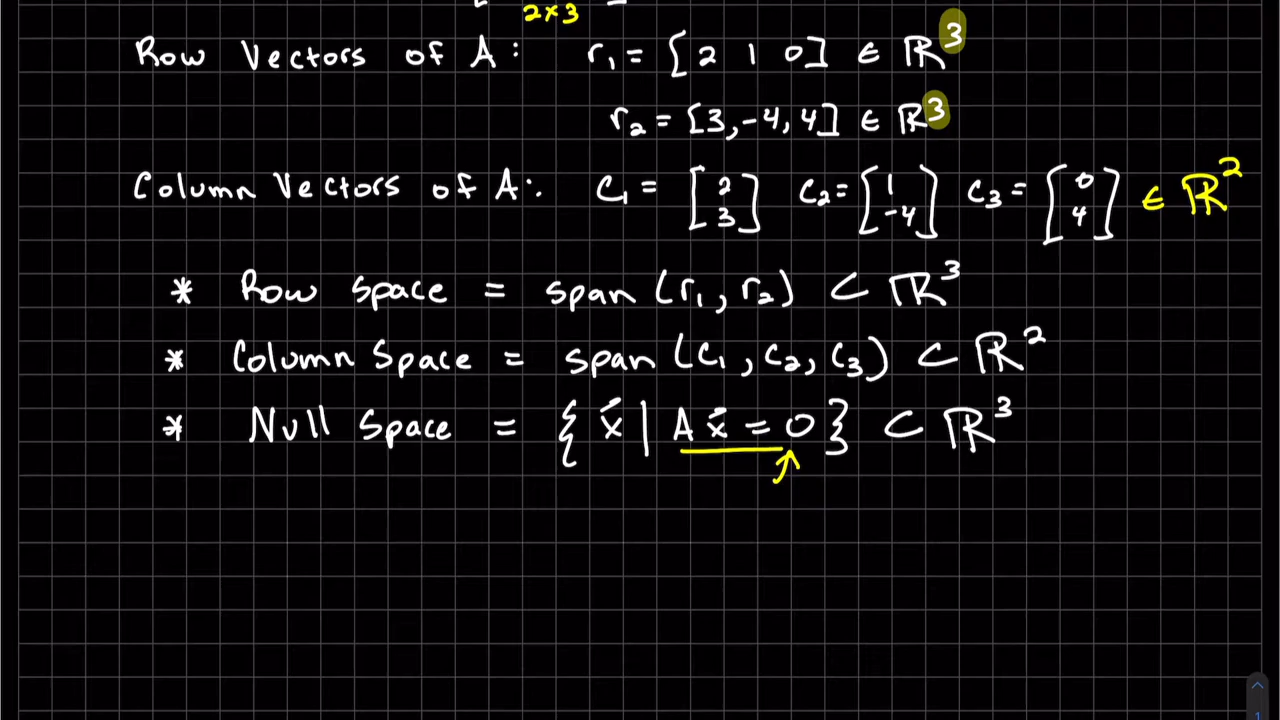 2×3
Row Vectors of A: r₁ = [2 1 0] ∈ ℝ³
r₂ = [3, -4, 4] ∈ ℝ³
Column Vectors of A: C₁ = [2 3] C₂ = [1 -4] C₃ = [0 4] ∈ ℝ²
* Row space = span (r₁, r₂) ⊂ ℝ³
* Column Space = span (C₁, C₂, C₃) ⊂ ℝ²
* Null Space = { x⃗ | A x⃗ = 0 } ⊂ ℝ³